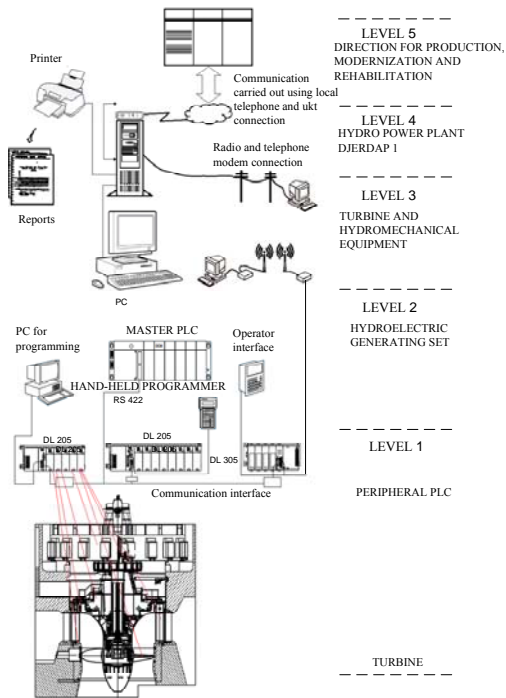 LEVEL 5
DIRECTION FOR PRODUCTION,
MODERNIZATION AND
REHABILITATION
Printer
Communication
carried out using local
telephone and ukt
connection
LEVEL 4
HYDRO POWER PLANT
DJERDAP 1
Radio and telephone
modem connection
Reports
LEVEL 3
TURBINE AND
HYDROMECHANICAL
EQUIPMENT
PC
LEVEL 2
HYDROELECTRIC
GENERATING SET
PC for
programming
MASTER PLC
Operator
interface
HAND-HELD PROGRAMMER
RS 422
DL 205
DL 205
DL 305
LEVEL 1
Communication interface
PERIPHERAL PLC
TURBINE